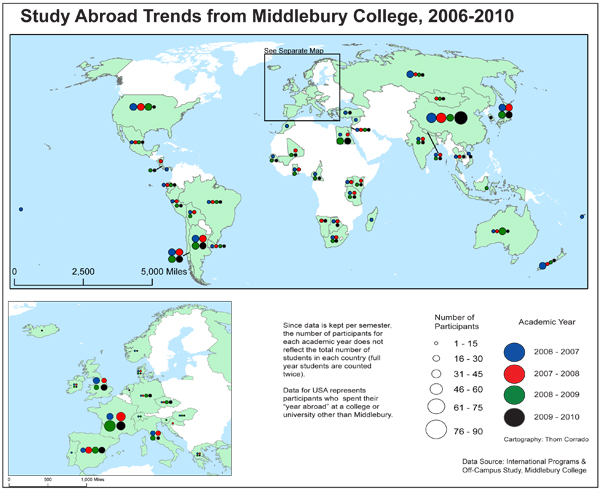 Study Abroad Trends from Middlebury College, 2006-2010
See Separate Map
0 2,500 5,000 Miles
Since data is kept per semester,
the number of participants for
each academic year does not
reflect the total number of
students in each country (full
year students are counted
twice).
Data for USA represents
participants who spent their
"year abroad" at a college or
university other than Middlebury.
Number of
Participants
1 - 15
16 - 30
31 - 45
46 - 60
61 - 75
76 - 90
Academic Year
2006 - 2007
2007 - 2008
2008 - 2009
2009 - 2010
Cartography: Thom Corrado
Data Source: International Programs &
Off-Campus Study, Middlebury College
0 500 1,000 Miles